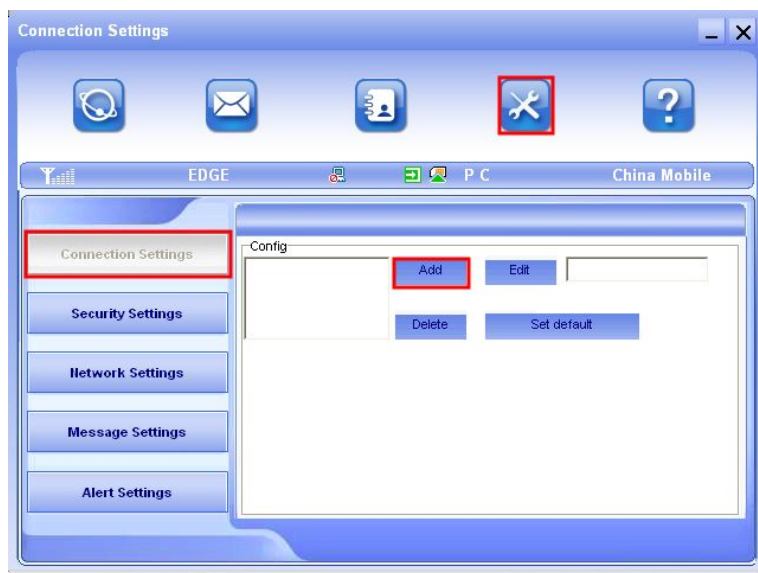 Connection Settings
EDGE
P C
China Mobile
Connection Settings
Config
Add
Edit
Security Settings
Delete
Set default
Network Settings
Message Settings
Alert Settings